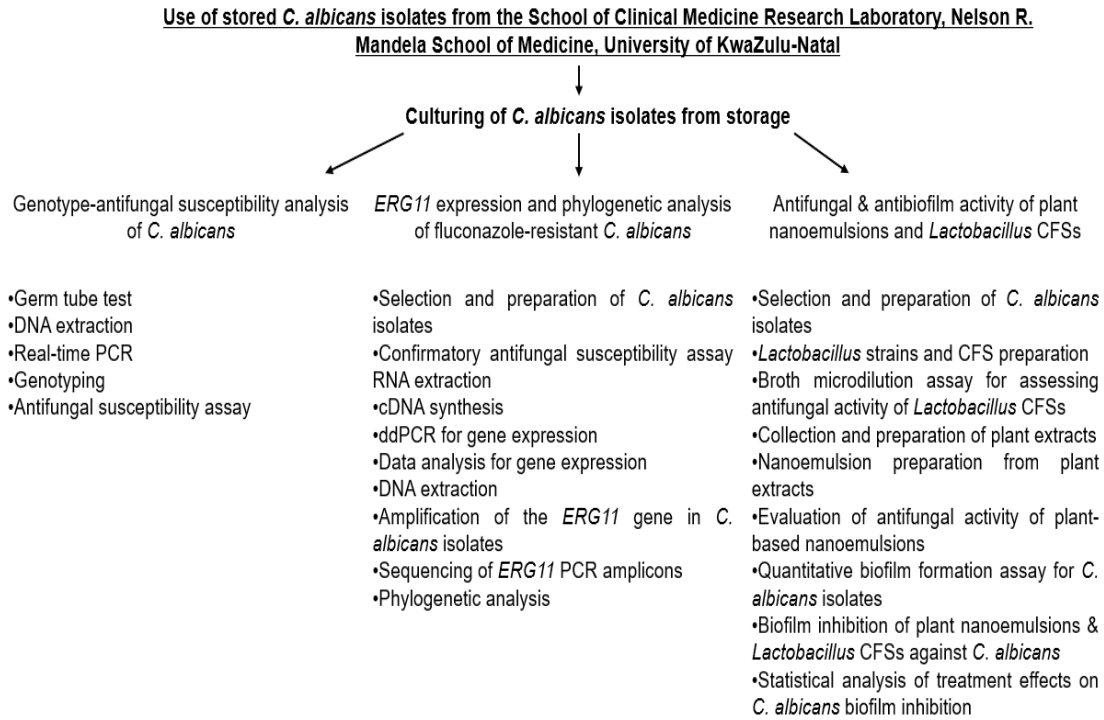 Use of stored C. albicans isolates from the School of Clinical Medicine Research Laboratory, Nelson R.
Mandela School of Medicine, University of KwaZulu-Natal
Culturing of C. albicans isolates from storage
Genotype-antifungal susceptibility analysis
of C. albicans
•Germ tube test
•DNA extraction
•Real-time PCR
•Genotyping
•Antifungal susceptibility assay
ERG11 expression and phylogenetic analysis
of fluconazole-resistant C. albicans
•Selection and preparation of C. albicans
isolates
•Confirmatory antifungal susceptibility assay
RNA extraction
•cDNA synthesis
•ddPCR for gene expression
•Data analysis for gene expression
•DNA extraction
•Amplification of the ERG11 gene in C.
albicans isolates
•Sequencing of ERG11 PCR amplicons
•Phylogenetic analysis
Antifungal & antibiofilm activity of plant
nanoemulsions and Lactobacillus CFSs
•Selection and preparation of C. albicans
isolates
•Lactobacillus strains and CFS preparation
•Broth microdilution assay for assessing
antifungal activity of Lactobacillus CFSs
•Collection and preparation of plant extracts
•Nanoemulsion preparation from plant
extracts
•Evaluation of antifungal activity of plant-
based nanoemulsions
•Quantitative biofilm formation assay for C.
albicans isolates
•Biofilm inhibition of plant nanoemulsions &
Lactobacillus CFSs against C. albicans
•Statistical analysis of treatment effects on
C. albicans biofilm inhibition